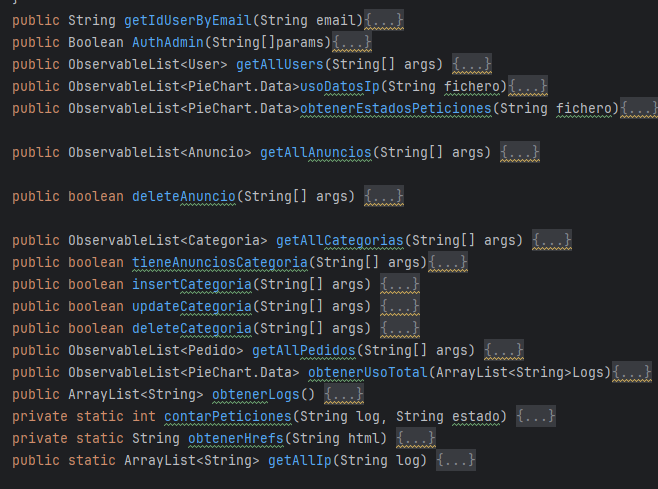 }
public String getIdUserByEmail(String email){...}
public Boolean AuthAdmin(String[]params){...}
public ObservableList<User> getAllUsers(String[] args) {...}
public ObservableList<PieChart.Data>usoDatosIp(String fichero){...}
public ObservableList<PieChart.Data>obtenerEstadosPeticiones(String fichero){...}
public ObservableList<Anuncio> getAllAnuncios(String[] args) {...}
public boolean deleteAnuncio(String[] args) {...}
public ObservableList<Categoria> getAllCategorias(String[] args) {...}
public boolean tieneAnunciosCategoria(String[] args){...}
public boolean insertCategoria(String[] args) {...}
public boolean updateCategoria(String[] args) {...}
public boolean deleteCategoria(String[] args) {...}
public ObservableList<Pedido> getAllPedidos(String[] args) {...}
public ObservableList<PieChart.Data> obtenerUsoTotal(ArrayList<String>Logs){...}
public ArrayList<String> obtenerLogs() {...}
private static int contarPeticiones(String log, String estado) {...}
private static String obtenerHrefs(String html) {...}
public static ArrayList<String> getAllIp(String log) {...}